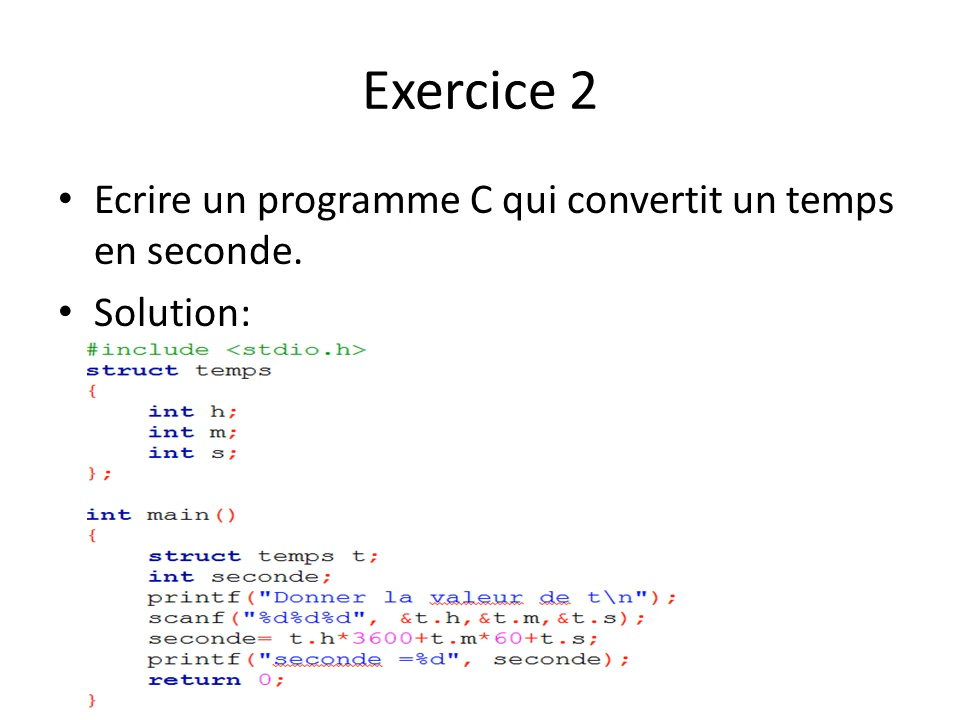 Exercice 2
• Ecrire un programme C qui convertit un temps
en seconde.
• Solution:
#include <stdio.h>
struct temps
{
int h;
int m;
int s;
};
int main()
{
struct temps t;
int seconde;
printf("Donner la valeur de t\n");
scanf("%d%d%d", &t.h,&t.m,&t.s);
seconde= t.h*3600+t.m*60+t.s;
printf("seconde =%d", seconde);
return 0;
}